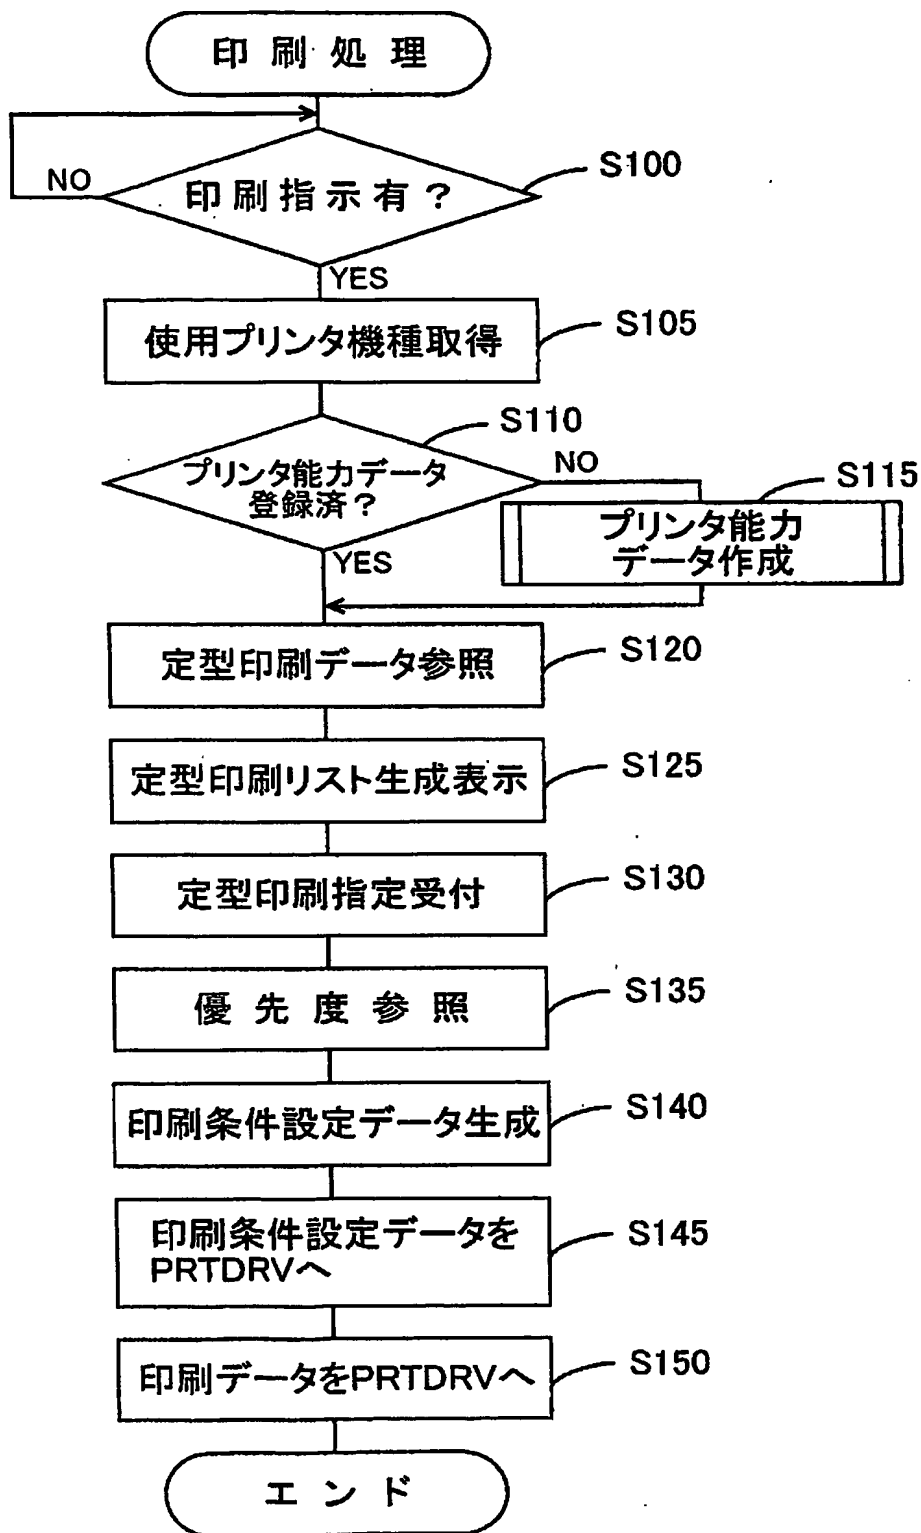 印刷処理
NO
印刷指示有?
S100
YES
使用プリンタ機種取得
S105
S110
プリンタ能力データ
登録済?
NO
S115
プリンタ能力
データ作成
YES
定型印刷データ参照
S120
定型印刷リスト生成表示
S125
定型印刷指定受付
S130
優先度参照
S135
印刷条件設定データ生成
S140
印刷条件設定データを
PRTDRVへ
S145
印刷データをPRTDRVへ
S150
エンド